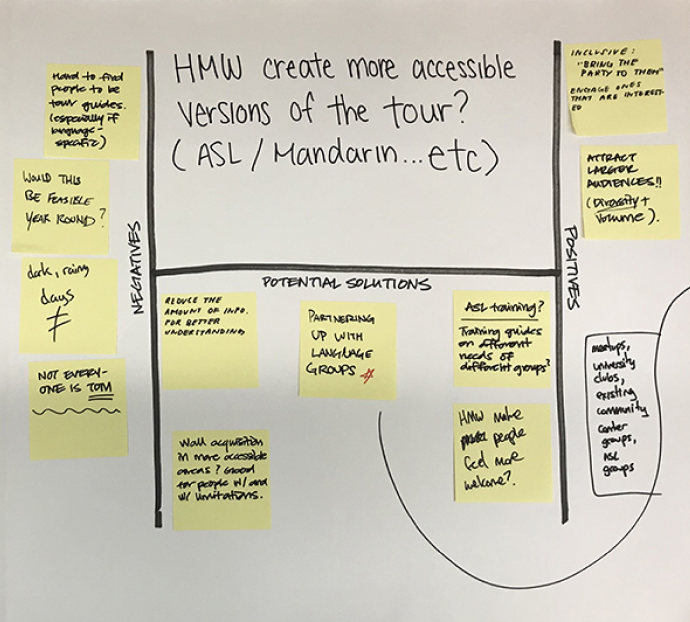 HMW create more accessible
versions of the tour?
(ASL / Mandarin...etc)
NEGATIVES
Hard to find
people to be
tour guides.
(especially if
language-
specific)
WOULD THIS
BE FEASIBLE
YEAR ROUND?
dark, rainy
days
≠
NOT EVERY-
ONE IS TOM
POTENTIAL SOLUTIONS
REDUCE THE
AMOUNT OF INFO.
FOR BETTER
UNDERSTANDING
PARTNERING
UP WITH
LANGUAGE
GROUPS
ASL training?
Training guides
on different
needs of
different groups?
Wall acquisition
in more accessible
areas? Good
for people w/ and
w/ limitations.
HMW make
people
feel more
welcome?
POSITIVES
INCLUSIVE:
"BRING THE
PARTY TO THEM"
ENGAGE ONES
THAT ARE INTEREST-
ED
ATTRACT
LARGER
AUDIENCES!!
(Diversity +
Volume).
meetups,
university
clubs,
existing
community
center
groups,
ASL
groups